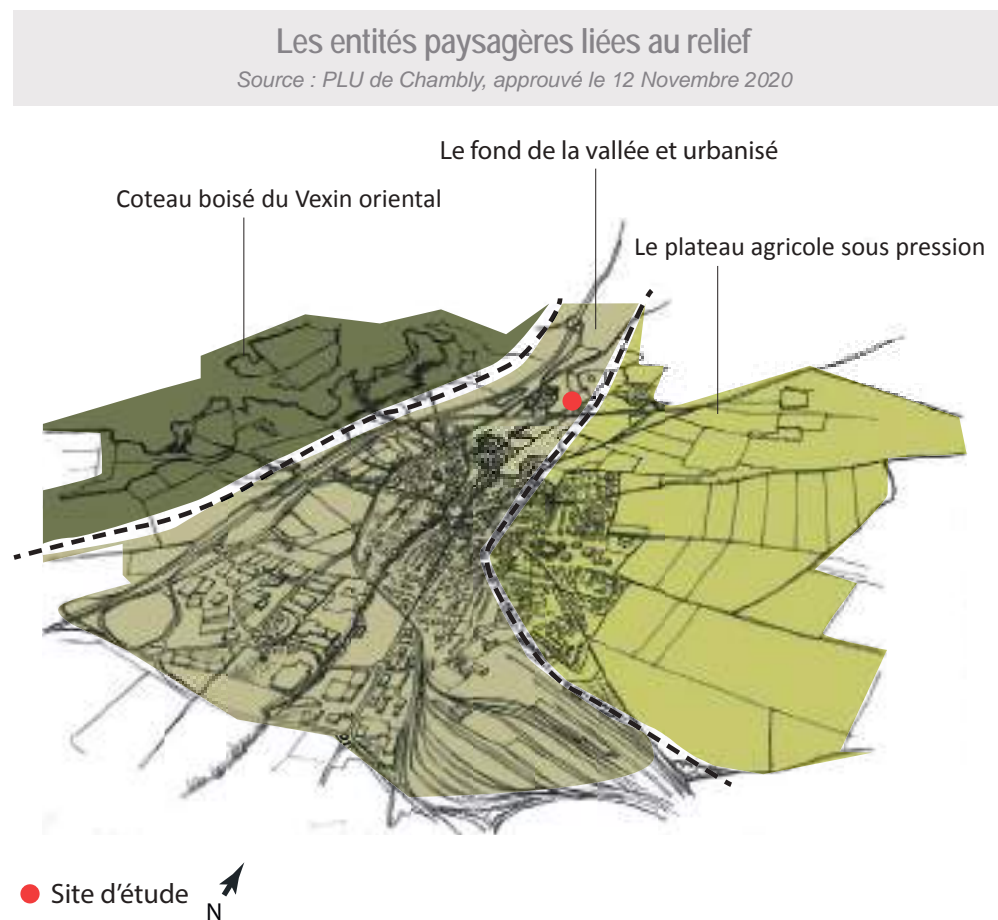 Les entités paysagères liées au relief
Source : PLU de Chambly, approuvé le 12 Novembre 2020
Le fond de la vallée et urbanisé
Coteau boisé du Vexin oriental
Le plateau agricole sous pression
Site d'étude
N